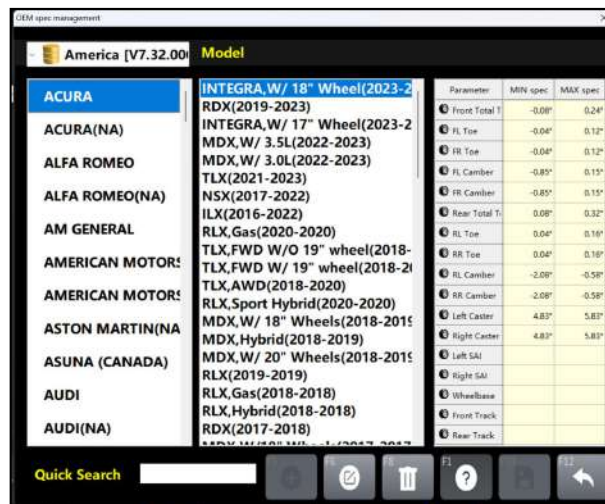 OEM spec management
America [V7.32.00
Model
ACURA
ACURA(NA)
ALFA ROMEO
ALFA ROMEO(NA)
AM GENERAL
AMERICAN MOTORS
AMERICAN MOTORS
ASTON MARTIN(NA
ASUNA (CANADA)
AUDI
AUDI(NA)
INTEGRA,W/ 18" Wheel(2023-2
RDX(2019-2023)
INTEGRA,W/ 17" Wheel(2023-2
MDX,W/ 3.5L(2022-2023)
MDX,W/ 3.0L(2022-2023)
TLX(2021-2023)
NSX(2017-2022)
ILX(2016-2022)
RLX,Gas(2020-2020)
TLX,FWD W/O 19" wheel(2018-
TLX,FWD W/ 19" wheel(2018-20
TLX,AWD(2018-2020)
RLX,Sport Hybrid(2020-2020)
MDX,W/ 18" Wheels(2018-2019
MDX,Hybrid(2018-2019)
MDX,W/ 20" Wheels(2018-2019
RLX(2019-2019)
RLX,Gas(2018-2018)
RLX,Hybrid(2018-2018)
RDX(2017-2018)
MDX,W/18" Wheels(2017-2017
Parameter MIN spec MAX spec
Front Total T -0.08° 0.24°
FL Toe -0.04° 0.12°
FR Toe -0.04° 0.12°
FL Camber -0.85° 0.15°
FR Camber -0.85° 0.15°
Rear Total T 0.08° 0.32°
RL Toe 0.04° 0.16°
RR Toe 0.04° 0.16°
RL Camber -2.08° -0.58°
RR Camber -2.08° -0.58°
Left Caster 4.83° 5.83°
Right Caster 4.83° 5.83°
Left SAI
Right SAI
Wheelbase
Front Track
Rear Track
Quick Search
F1
?
F12